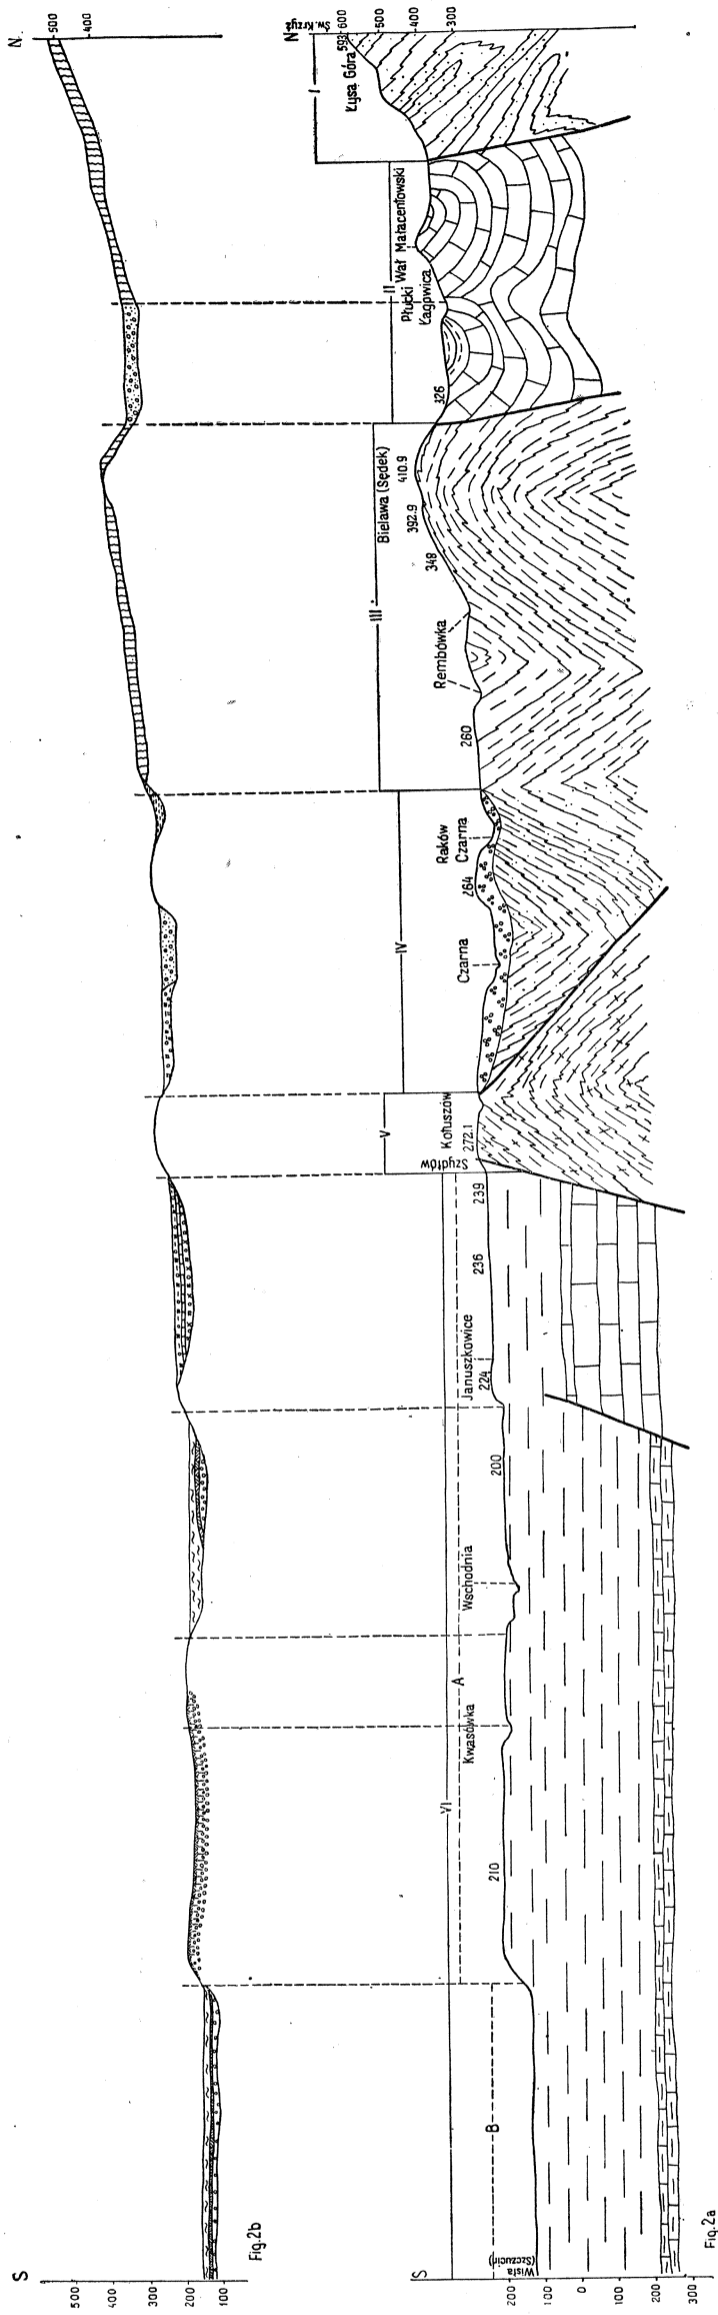 S
N
500
400
300
200
100
500
400
Fig. 2b
S
N
Św. Krzyż
593
600
500
400
300
200
100
0
100
200
300
Wisła
(Szczucin)
B
VI
A
210
Kwasówka
Wschodnia
200
Januszkowice
224
236
239
Szydłów
V
Kotuszów
272.1
IV
Czarna
264
Raków
Czarna
III
260
Rembówka
348
392.9
Bielawa (Sędek)
410.9
II
326
Płucki
Łagowica
Wał Małacentowski
I
Łysa Góra
Fig. 2a